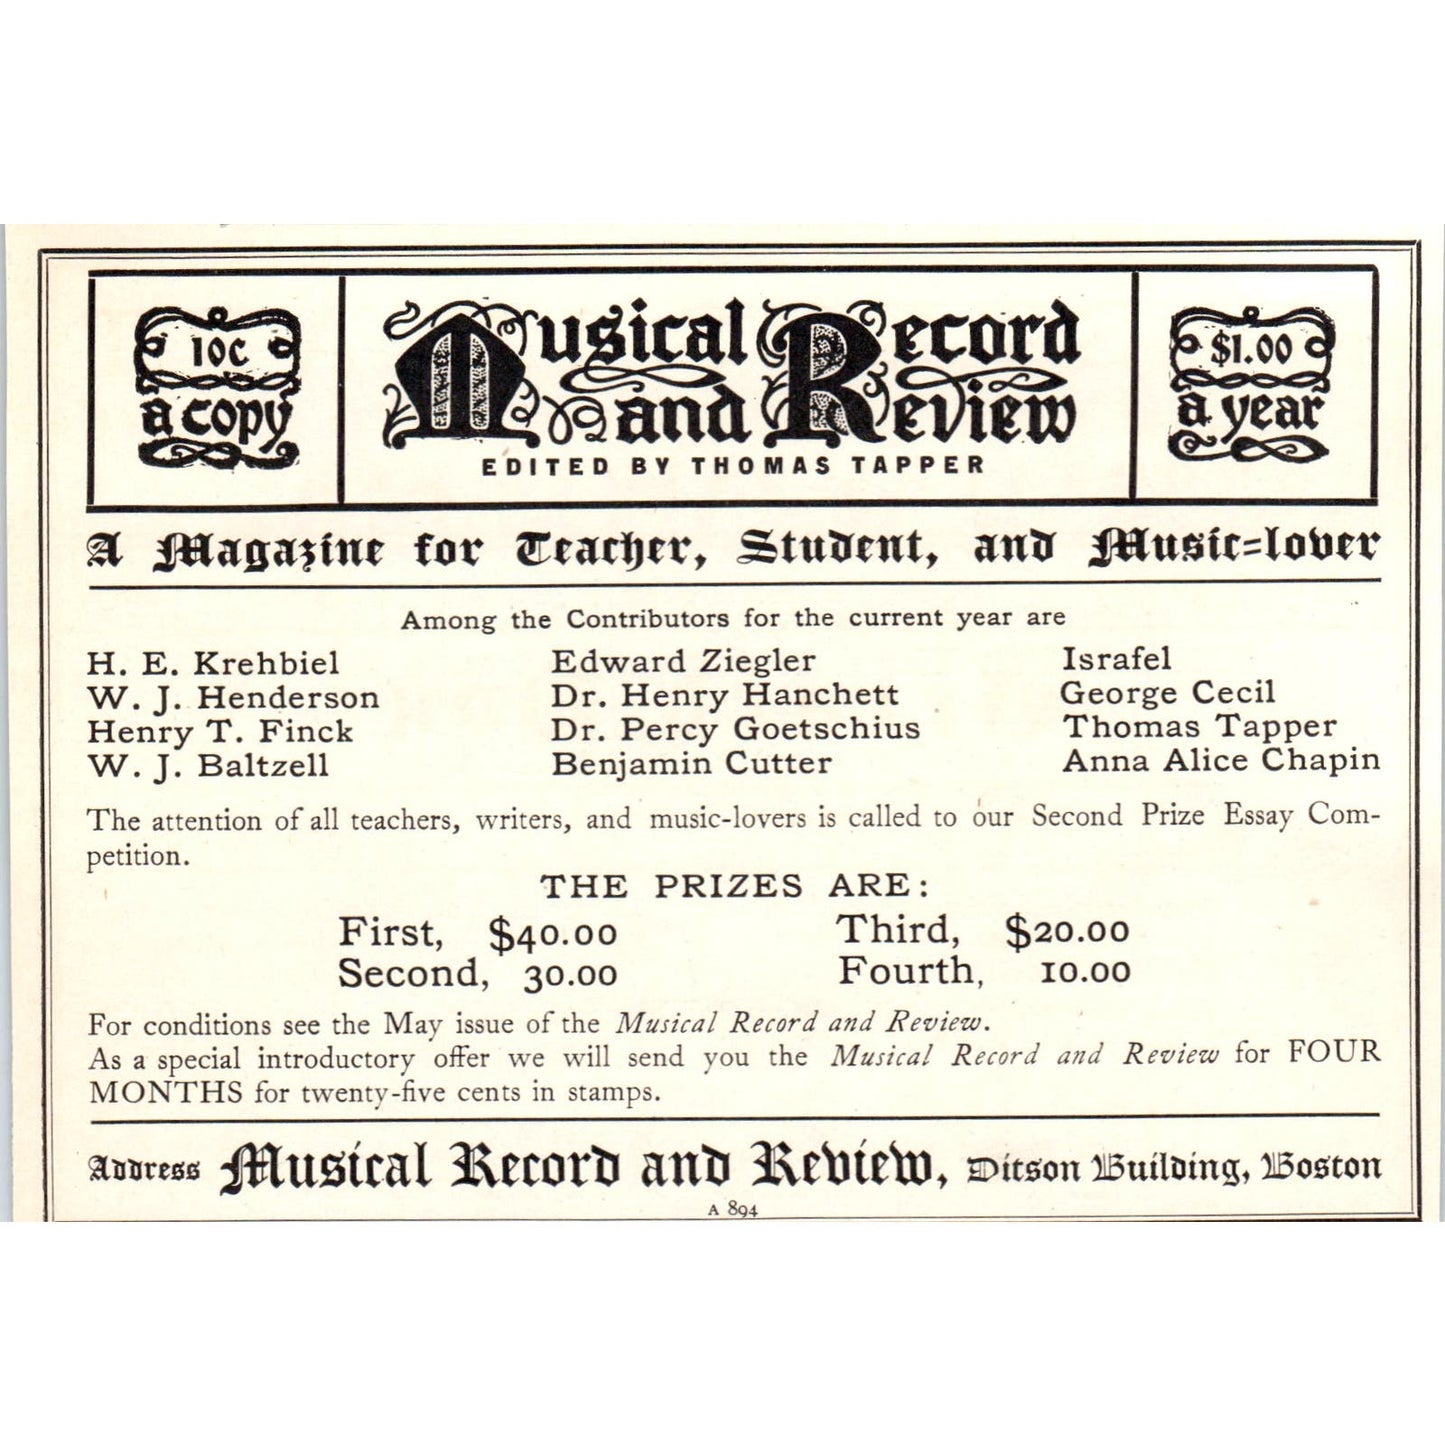 10c
a copy
Musical Record
and Review
EDITED BY THOMAS TAPPER
$1.00
a year
A Magazine for Teacher, Student, and Music-lover
Among the Contributors for the current year are
H. E. Krehbiel
W. J. Henderson
Henry T. Finck
W. J. Baltzell
Edward Ziegler
Dr. Henry Hanchett
Dr. Percy Goetschius
Benjamin Cutter
Israfel
George Cecil
Thomas Tapper
Anna Alice Chapin
The attention of all teachers, writers, and music-lovers is called to our Second Prize Essay Com-
petition.
THE PRIZES ARE:
First, $40.00
Second, 30.00
Third, $20.00
Fourth, 10.00
For conditions see the May issue of the Musical Record and Review.
As a special introductory offer we will send you the Musical Record and Review for FOUR
MONTHS for twenty-five cents in stamps.
Address Musical Record and Review, Ditson Building, Boston
A 894